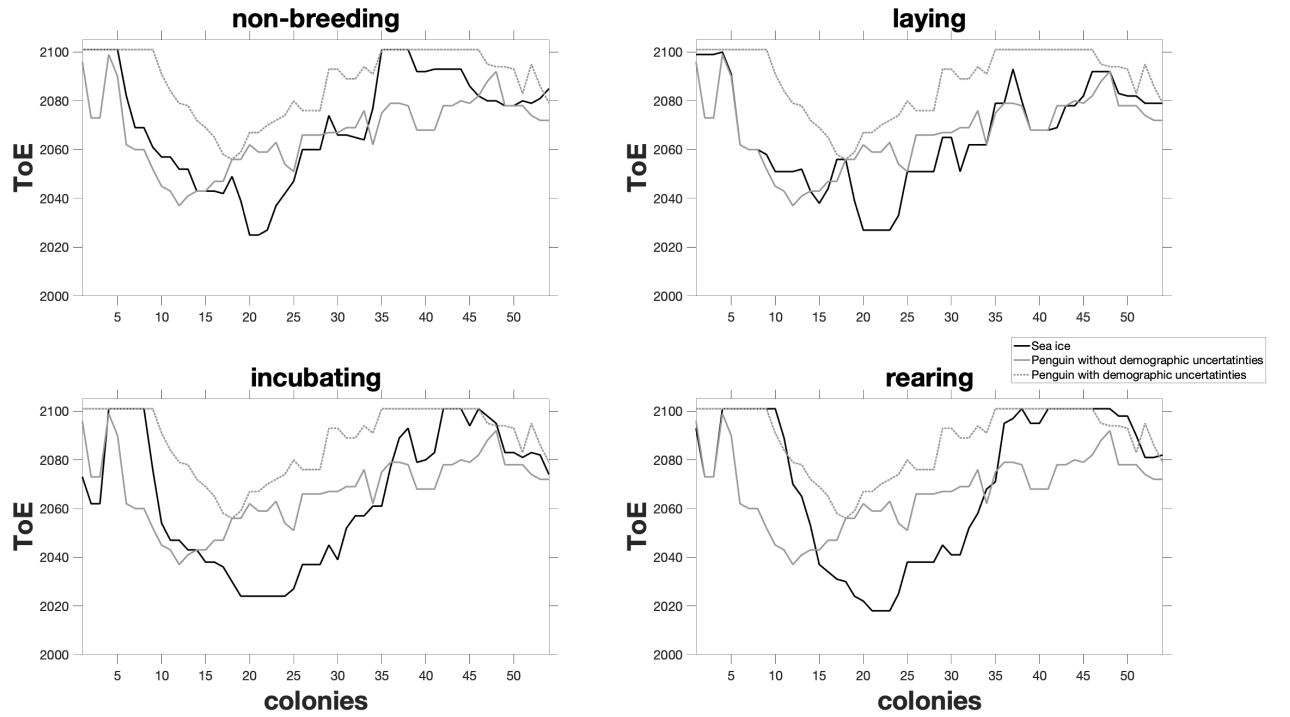 non-breeding
ToE
2100
2080
2060
2040
2020
2000
5 10 15 20 25 30 35 40 45 50
laying
ToE
2100
2080
2060
2040
2020
2000
5 10 15 20 25 30 35 40 45 50
Sea ice
Penguin without demographic uncertatinties
Penguin with demographic uncertatinties
incubating
ToE
2100
2080
2060
2040
2020
2000
5 10 15 20 25 30 35 40 45 50
colonies
rearing
ToE
2100
2080
2060
2040
2020
2000
5 10 15 20 25 30 35 40 45 50
colonies